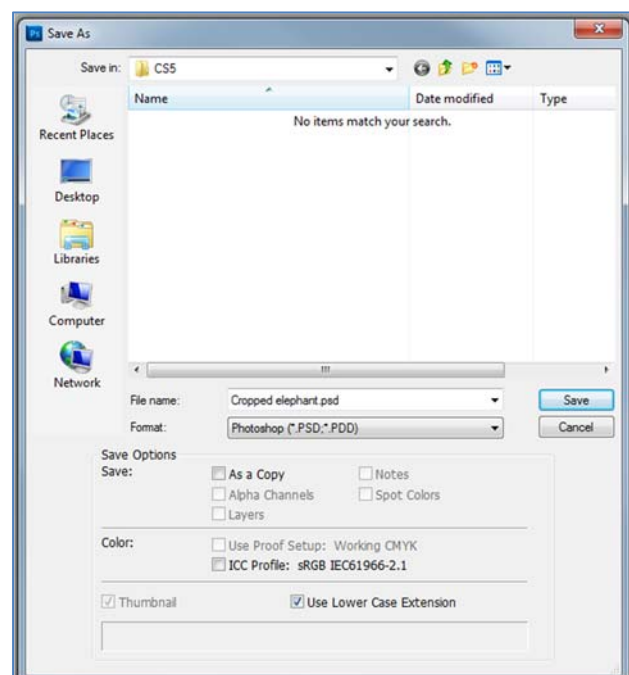 Ps Save As
Save in: CS5
Name Date modified Type
No items match your search.
Recent Places
Desktop
Libraries
Computer
Network
File name: Cropped elephant.psd Save
Format: Photoshop (*.PSD;*.PDD) Cancel
Save Options
Save: As a Copy Notes
Alpha Channels Spot Colors
Layers
Color: Use Proof Setup: Working CMYK
ICC Profile: sRGB IEC61966-2.1
Thumbnail Use Lower Case Extension